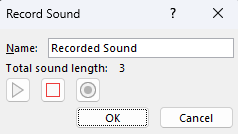 Record Sound ? ×
Name: Recorded Sound
Total sound length: 3
OK Cancel